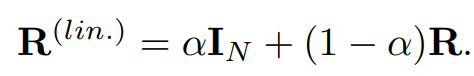 R^(lin.) = αI_N + (1 − α)R.